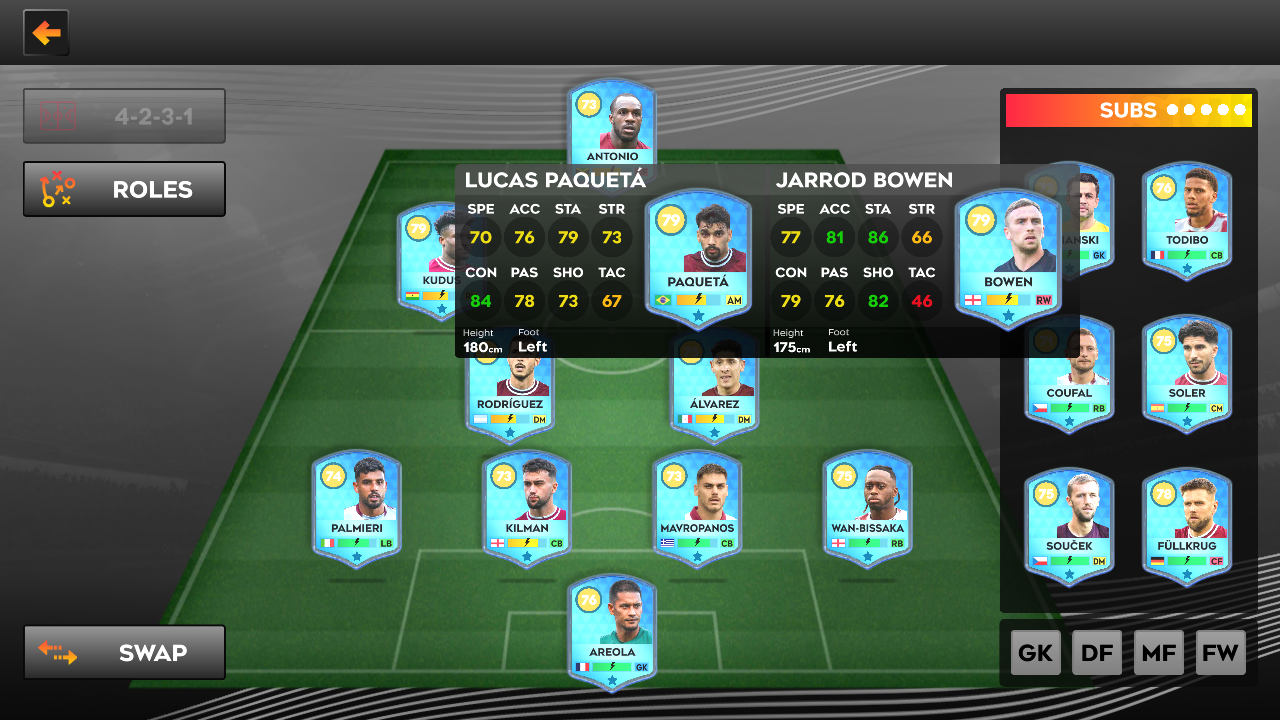 4-2-3-1
ROLES
SUBS
73
ANTONIO
LUCAS PAQUETÁ
SPE ACC STA STR
70 76 79 73
CON PAS SHO TAC
84 78 73 67
Height Foot
180cm Left
79
PAQUETÁ
AM
JARROD BOWEN
SPE ACC STA STR
77 81 86 66
CON PAS SHO TAC
79 76 82 46
Height Foot
175cm Left
79
BOWEN
RW
79
KUDUS
IANSKI
GK
76
TODIBO
CB
RODRÍGUEZ
DM
ÁLVAREZ
DM
COUFAL
RB
75
SOLER
CM
74
PALMIERI
LB
73
KILMAN
CB
73
MAVROPANOS
CB
75
WAN-BISSAKA
RB
75
SOUČEK
DM
78
FÜLLKRUG
CF
76
AREOLA
GK
SWAP
GK DF MF FW